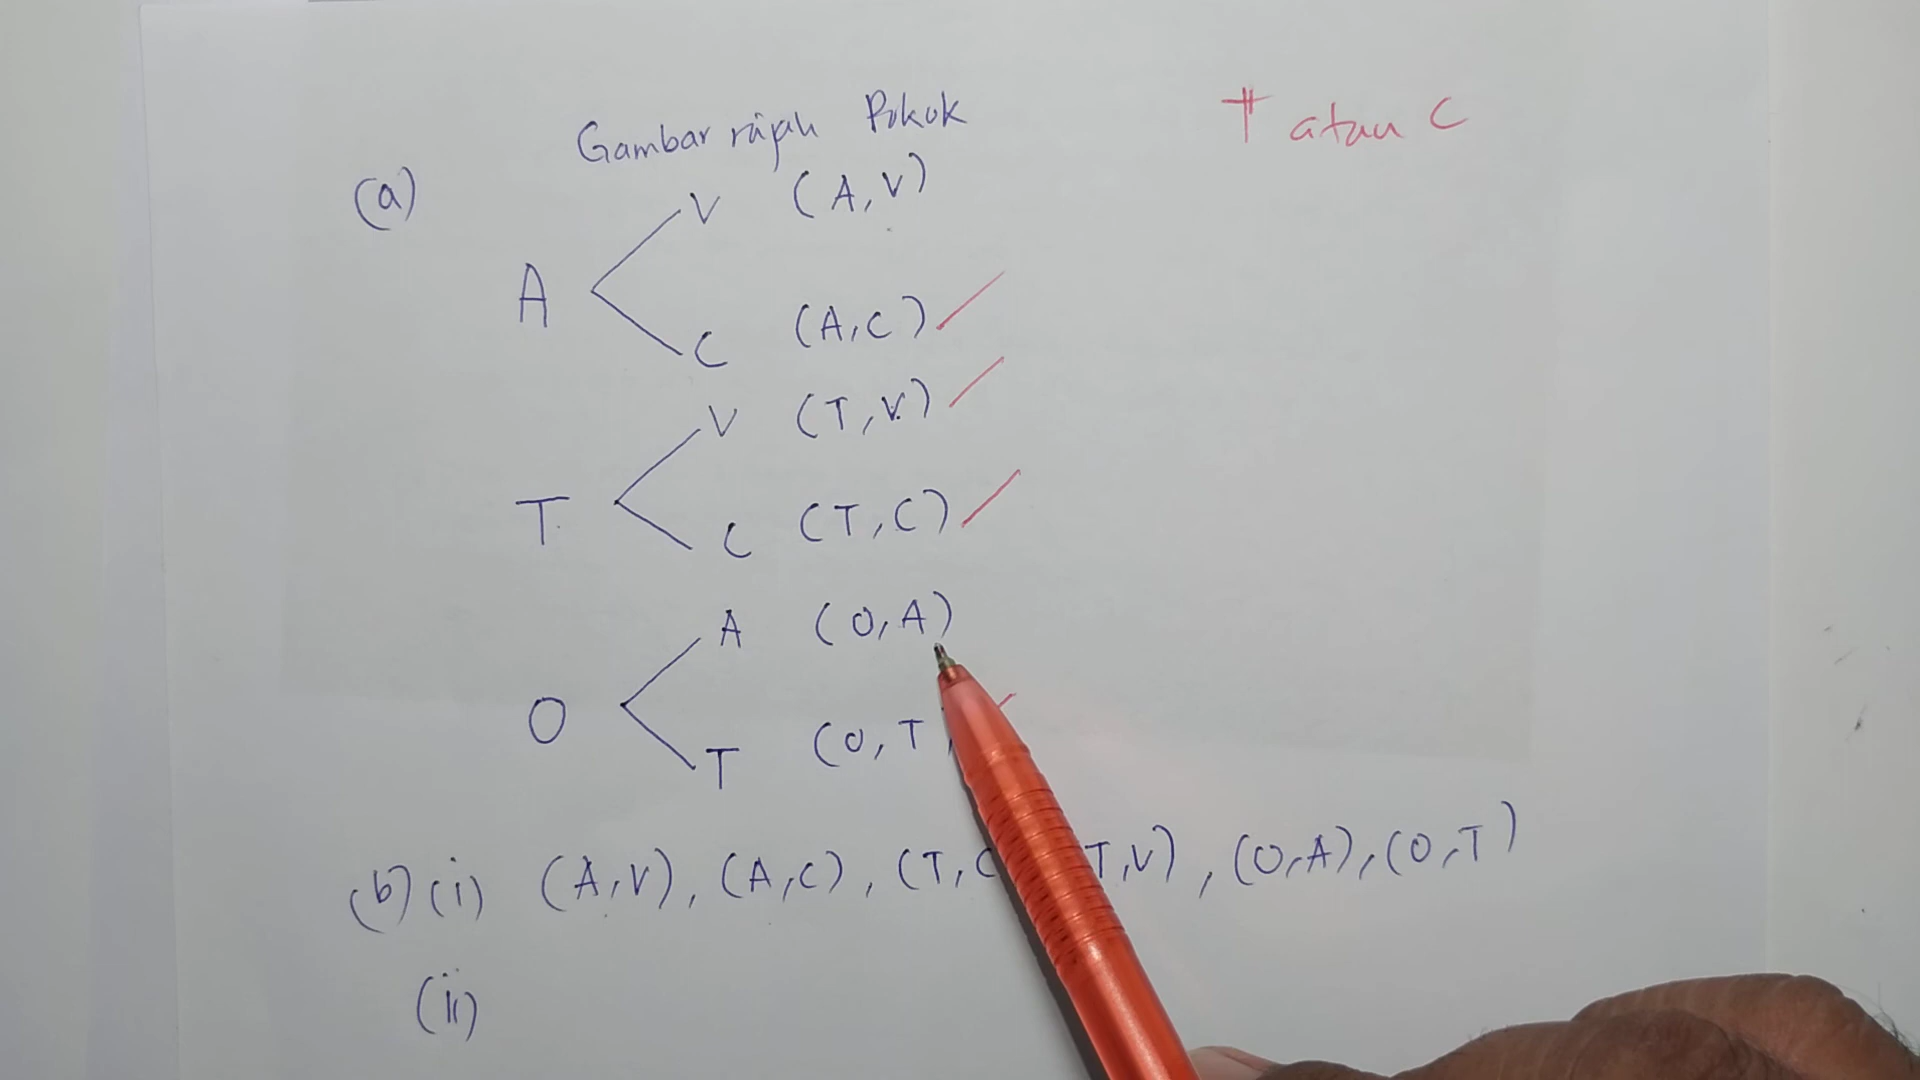 Gambar rajah Pokok
T atau C
(a)
V (A,V)
A
C (A,C)
V (T,V)
T
C (T,C)
A (O,A)
O
T (O,T
(b) (i) (A,V), (A,C), (T,C T,V), (O,A), (O,T)
(ii)